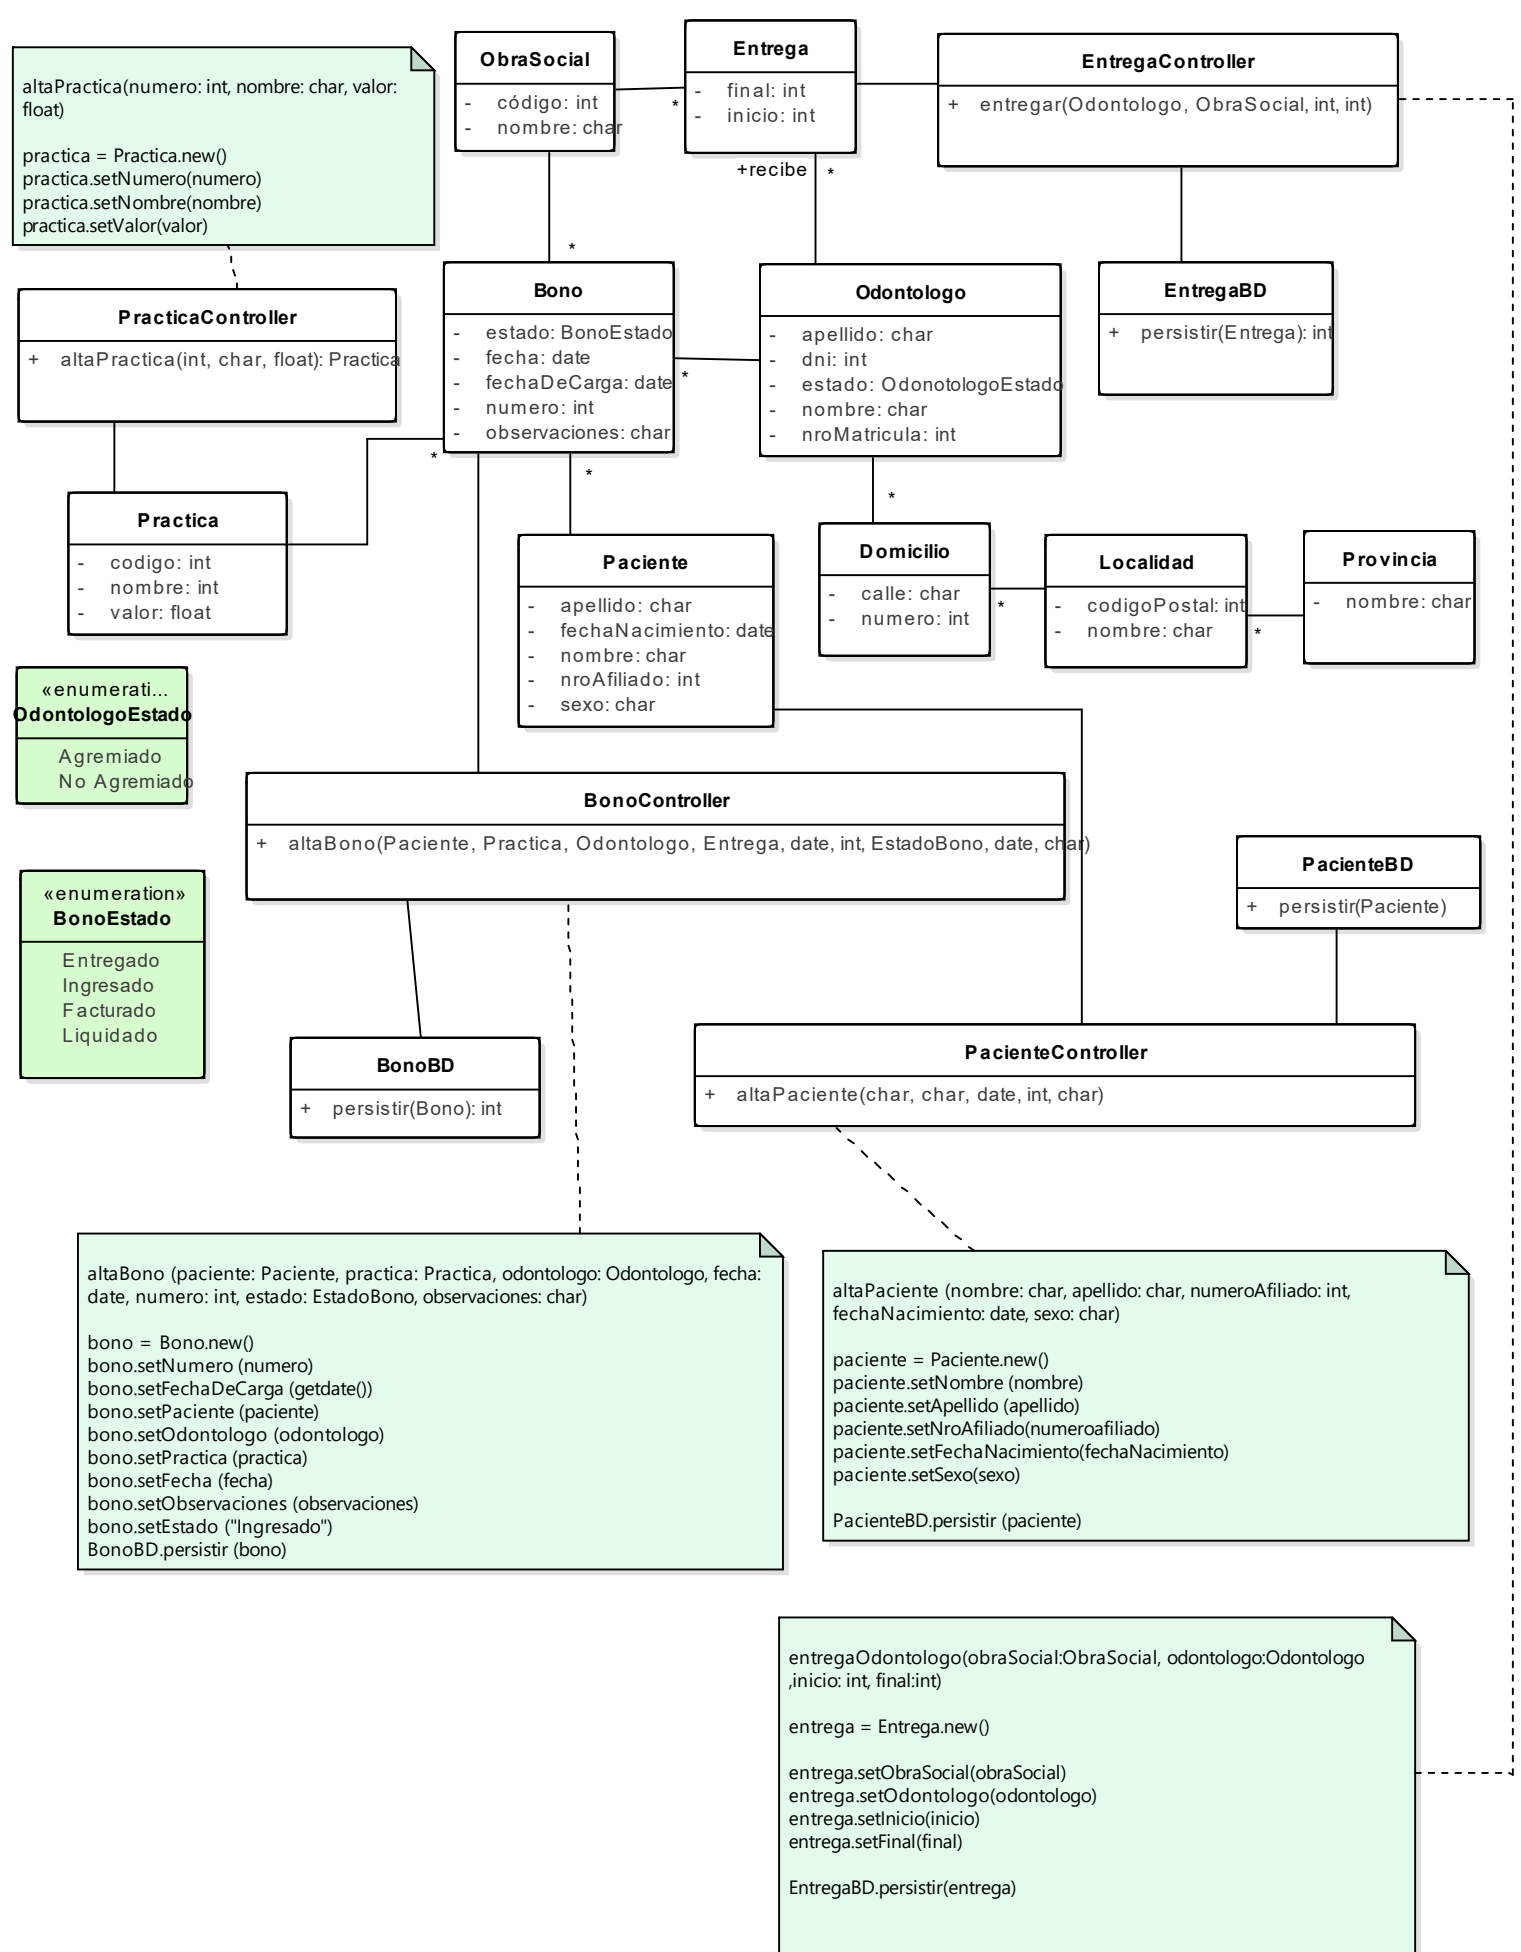 altaPractica(numero: int, nombre: char, valor:
float)
practica = Practica.new()
practica.setNumero(numero)
practica.setNombre(nombre)
practica.setValor(valor)
ObraSocial
- código: int
- nombre: char
Entrega
- final: int
- inicio: int
*
EntregaController
+ entregar(Odontologo, ObraSocial, int, int)
+recibe
*
*
PracticaController
+ altaPractica(int, char, float): Practica
Bono
- estado: BonoEstado
- fecha: date
- fechaDeCarga: date
- numero: int
- observaciones: char
*
*
*
Odontologo
- apellido: char
- dni: int
- estado: OdonotologoEstado
- nombre: char
- nroMatricula: int
*
EntregaBD
+ persistir(Entrega): int
Practica
- codigo: int
- nombre: int
- valor: float
Paciente
- apellido: char
- fechaNacimiento: date
- nombre: char
- nroAfiliado: int
- sexo: char
Domicilio
- calle: char
- numero: int
*
Localidad
- codigoPostal: int
- nombre: char
*
Provincia
- nombre: char
«enumerati...
OdontologoEstado
Agremiado
No Agremiado
BonoController
+ altaBono(Paciente, Practica, Odontologo, Entrega, date, int, EstadoBono, date, char)
«enumeration»
BonoEstado
Entregado
Ingresado
Facturado
Liquidado
PacienteBD
+ persistir(Paciente)
BonoBD
+ persistir(Bono): int
PacienteController
+ altaPaciente(char, char, date, int, char)
altaBono (paciente: Paciente, practica: Practica, odontologo: Odontologo, fecha:
date, numero: int, estado: EstadoBono, observaciones: char)
bono = Bono.new()
bono.setNumero (numero)
bono.setFechaDeCarga (getdate())
bono.setPaciente (paciente)
bono.setOdontologo (odontologo)
bono.setPractica (practica)
bono.setFecha (fecha)
bono.setObservaciones (observaciones)
bono.setEstado ("Ingresado")
BonoBD.persistir (bono)
altaPaciente (nombre: char, apellido: char, numeroAfiliado: int,
fechaNacimiento: date, sexo: char)
paciente = Paciente.new()
paciente.setNombre (nombre)
paciente.setApellido (apellido)
paciente.setNroAfiliado(numeroafiliado)
paciente.setFechaNacimiento(fechaNacimiento)
paciente.setSexo(sexo)
PacienteBD.persistir (paciente)
entregaOdontologo(obraSocial:ObraSocial, odontologo:Odontologo
,inicio: int, final:int)
entrega = Entrega.new()
entrega.setObraSocial(obraSocial)
entrega.setOdontologo(odontologo)
entrega.setInicio(inicio)
entrega.setFinal(final)
EntregaBD.persistir(entrega)